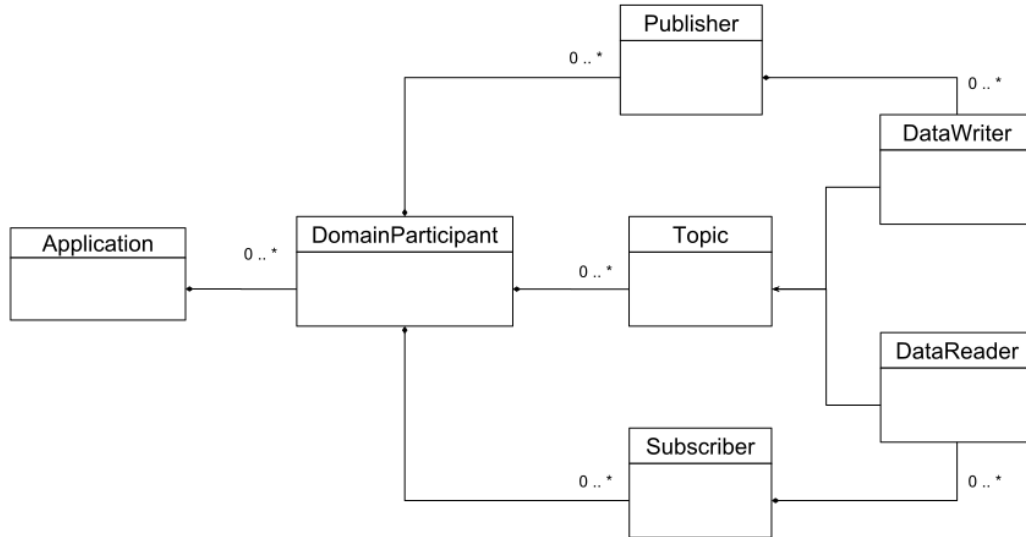 Publisher
0 .. *
0 .. *
DataWriter
Application
0 .. *
DomainParticipant
0 .. *
Topic
DataReader
Subscriber
0 .. *
0 .. *